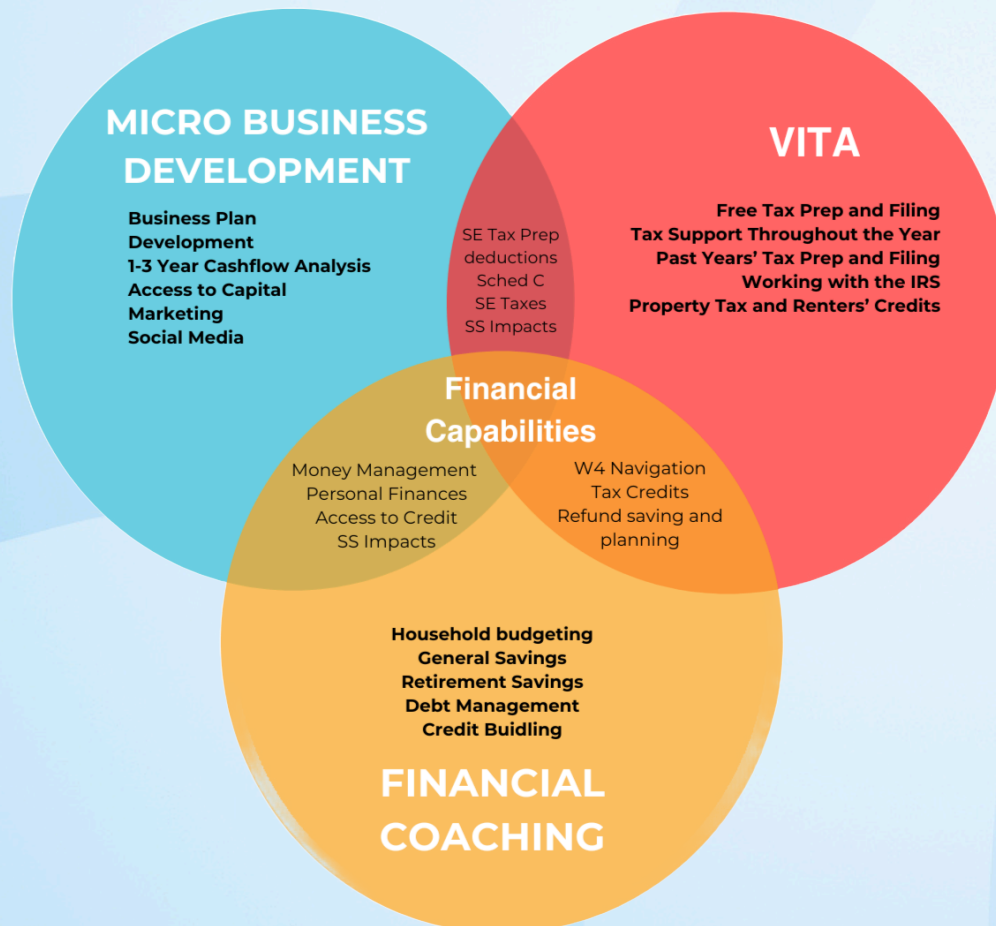 MICRO BUSINESS
DEVELOPMENT
Business Plan
Development
1-3 Year Cashflow Analysis
Access to Capital
Marketing
Social Media
VITA
Free Tax Prep and Filing
Tax Support Throughout the Year
Past Years’ Tax Prep and Filing
Working with the IRS
Property Tax and Renters’ Credits
SE Tax Prep
deductions
Sched C
SE Taxes
SS Impacts
Financial
Capabilities
Money Management
Personal Finances
Access to Credit
SS Impacts
W4 Navigation
Tax Credits
Refund saving and
planning
Household budgeting
General Savings
Retirement Savings
Debt Management
Credit Buidling
FINANCIAL
COACHING